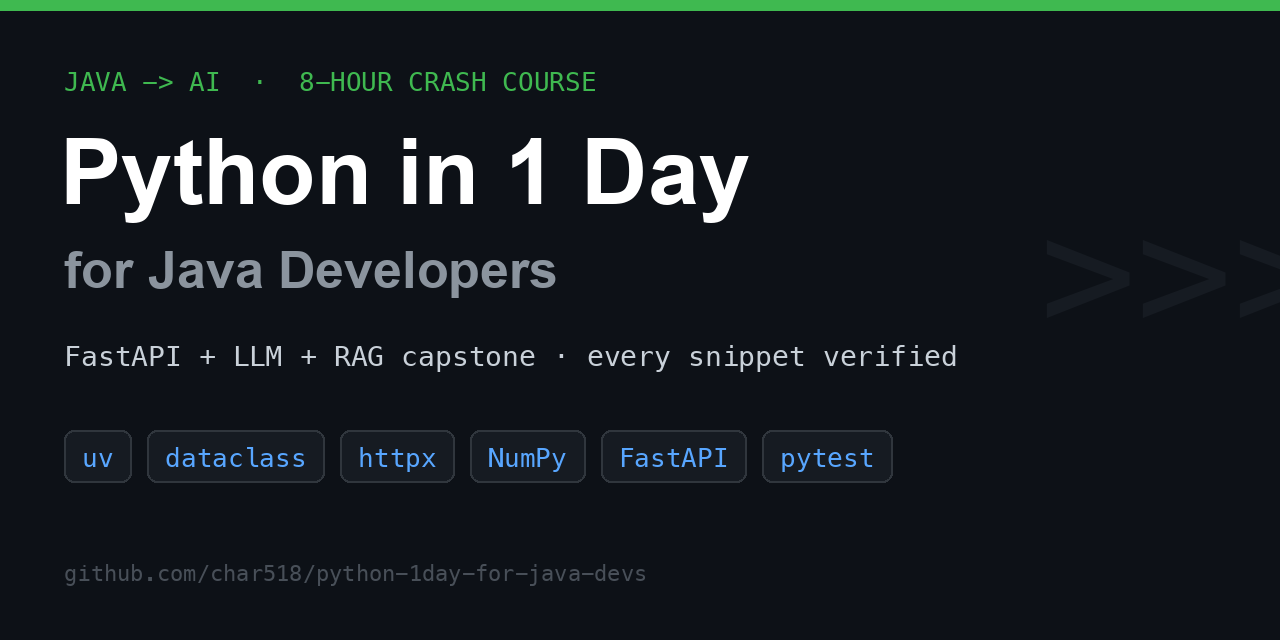 JAVA —> AI · 8—HOUR CRASH COURSE
Python in 1 Day
for Java Developers
>>>
FastAPI + LLM + RAG capstone · every snippet verified
uv dataclass httpx NumPy FastAPI pytest
github.com/char518/python-1day-for-java-devs